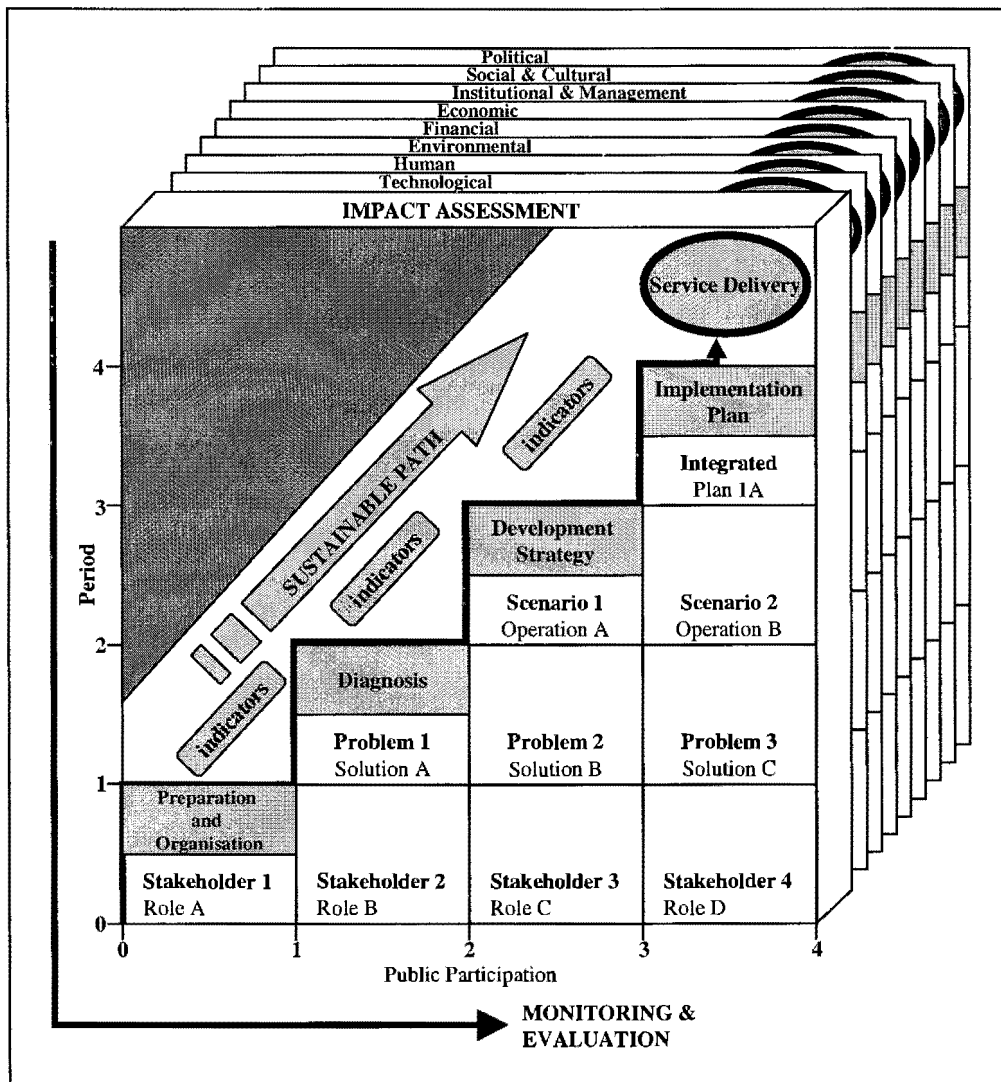 Political
Social & Cultural
Institutional & Management
Economic
Financial
Environmental
Human
Technological
IMPACT ASSESSMENT
Service Delivery
4
Implementation
Plan
indicators
Integrated
Plan 1A
SUSTAINABLE PATH
3
Development
Strategy
indicators
Period
Scenario 1
Operation A
Scenario 2
Operation B
2
Diagnosis
indicators
Problem 1
Solution A
Problem 2
Solution B
Problem 3
Solution C
1
Preparation
and
Organisation
Stakeholder 1
Role A
Stakeholder 2
Role B
Stakeholder 3
Role C
Stakeholder 4
Role D
0
0
1
2
3
4
Public Participation
MONITORING &
EVALUATION